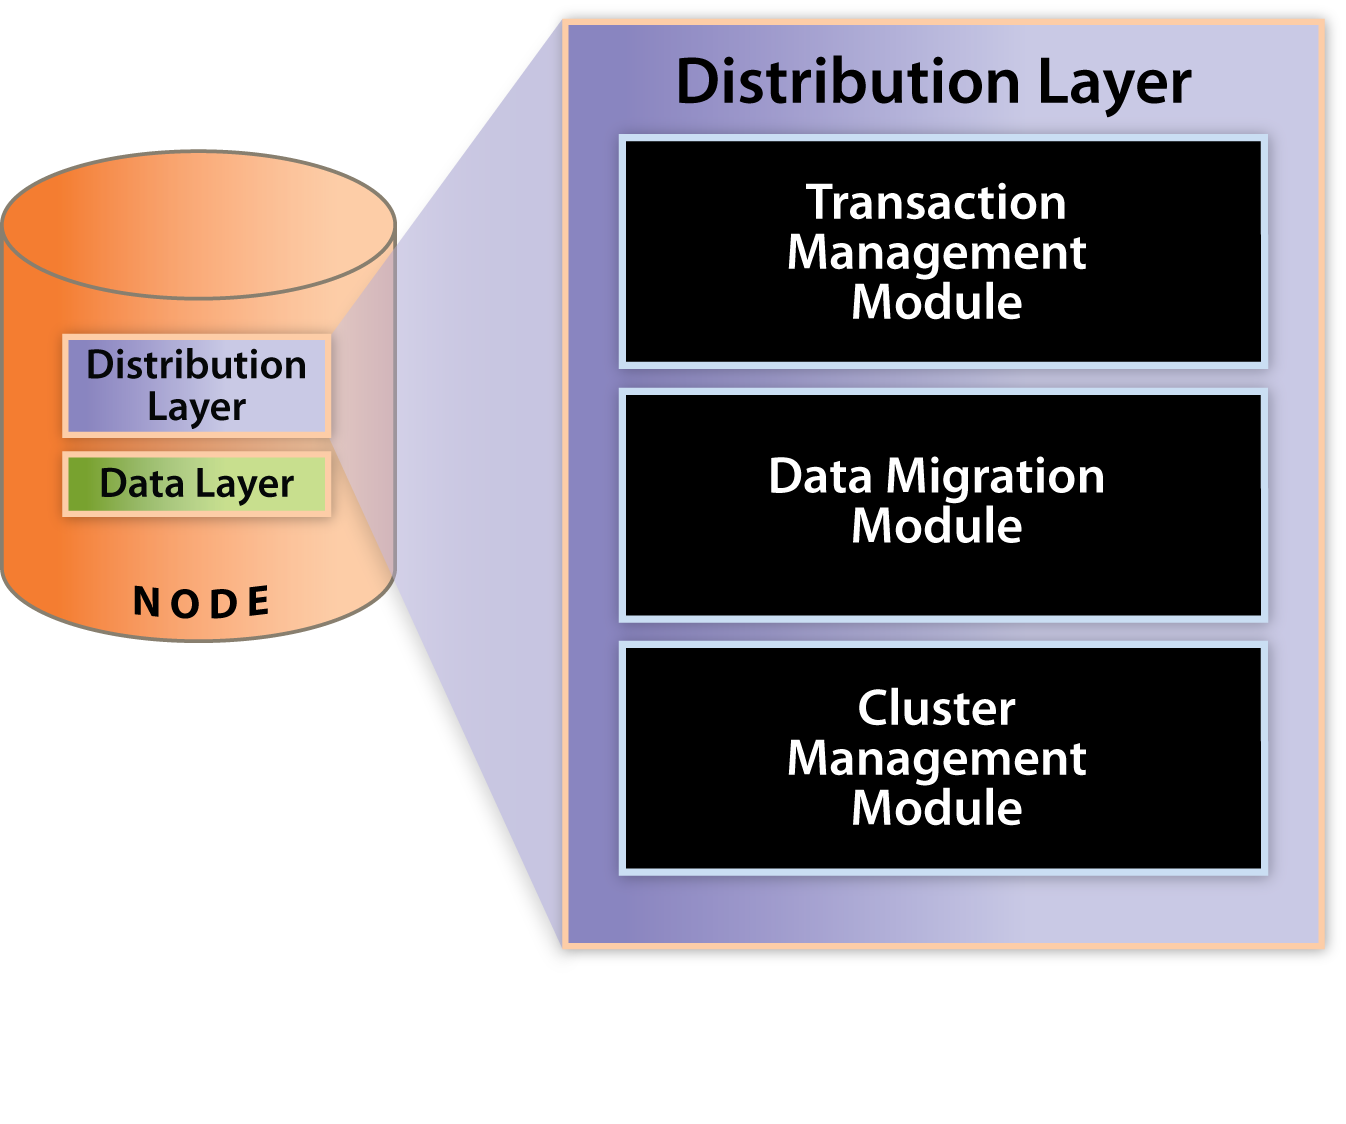 Distribution Layer
Transaction
Management
Module
Data Migration
Module
Cluster
Management
Module
Distribution
Layer
Data Layer
NODE